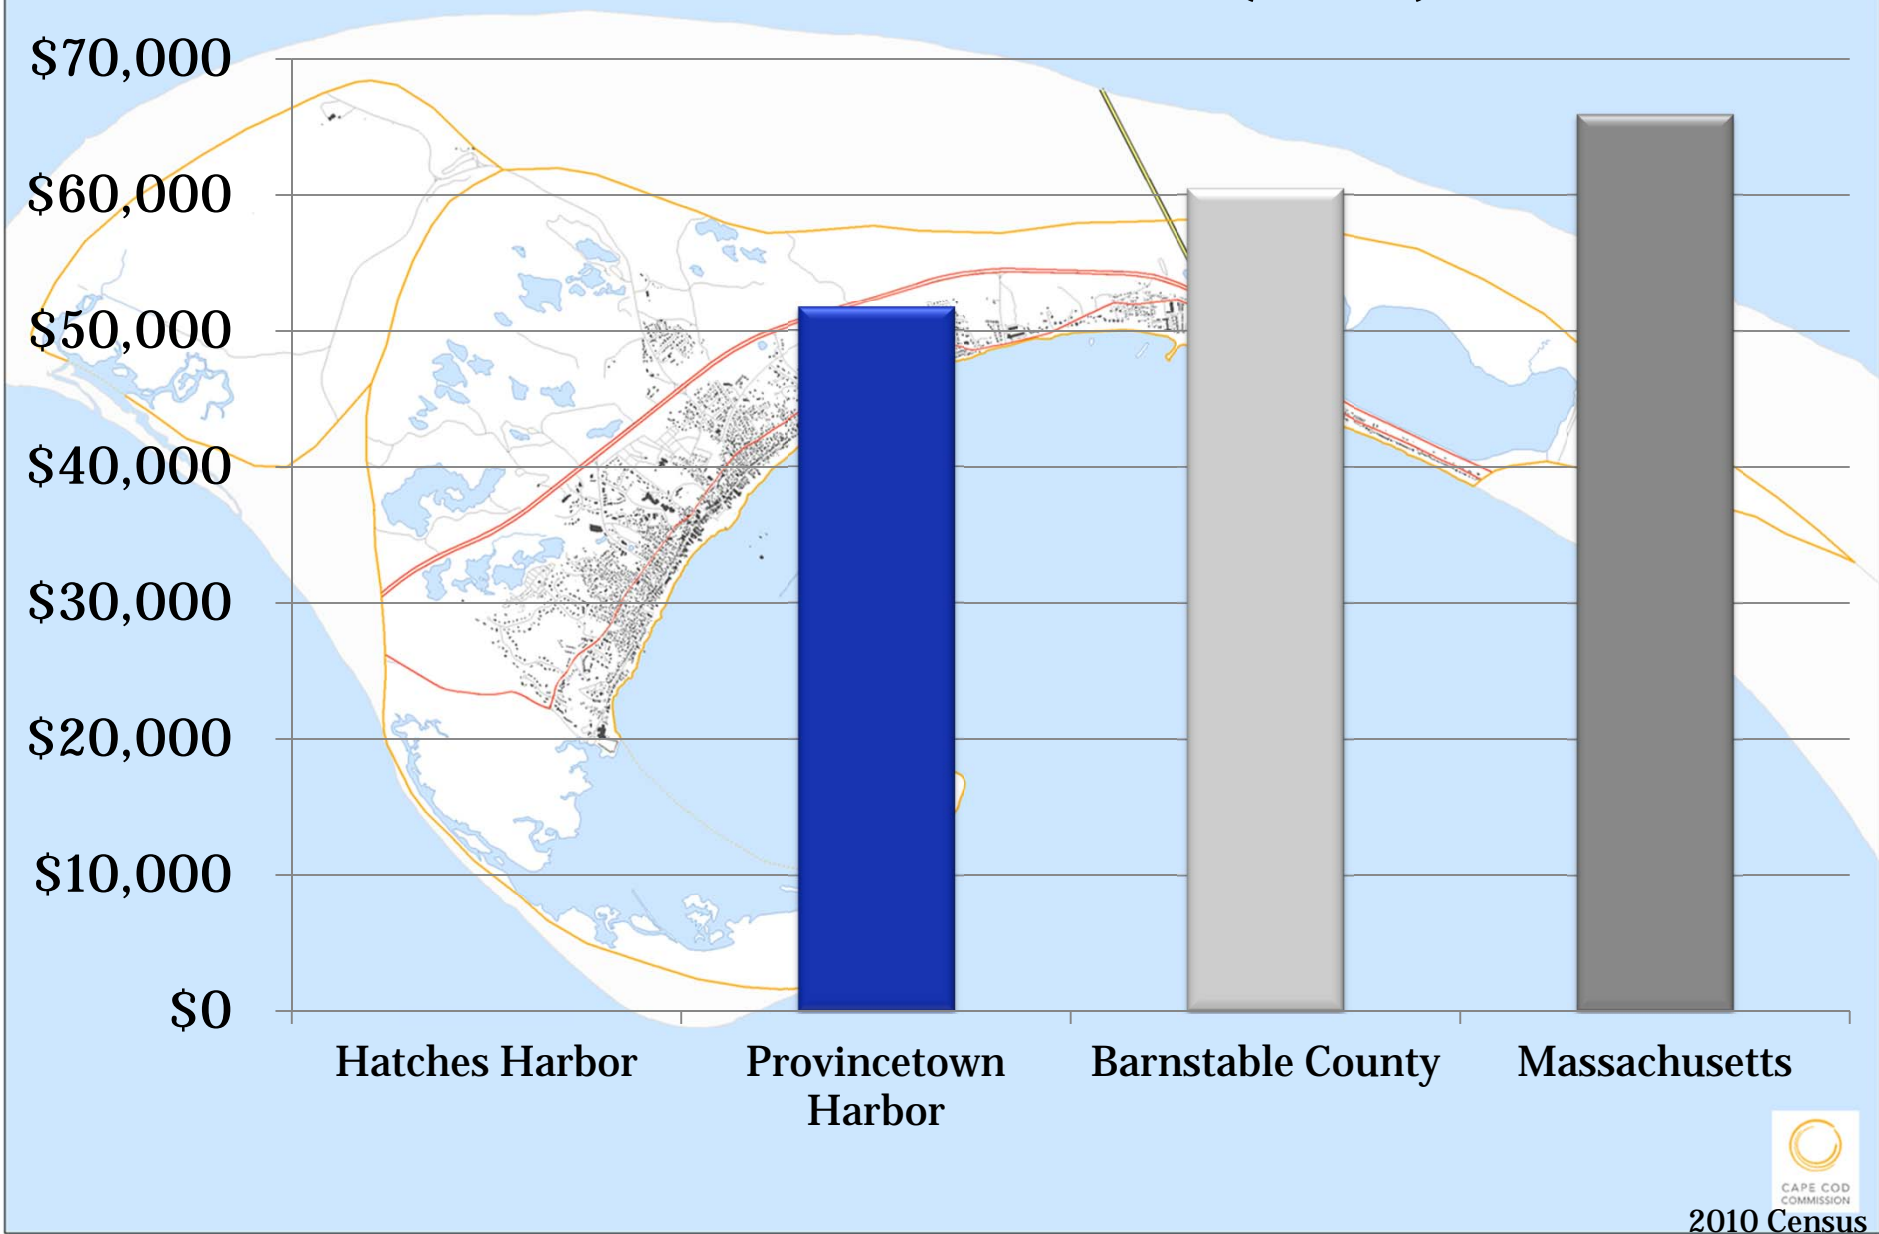 $70,000
$60,000
$50,000
$40,000
$30,000
$20,000
$10,000
$0
Hatches Harbor
Provincetown
Harbor
Barnstable County
Massachusetts
CAPE COD
COMMISSION
2010 Census